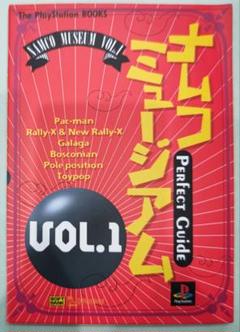 The PlayStation BOOKS
NAMCO MUSEUM VOL.1
ナムコ
ミュージアム
PERFECT GUIDE
Pac-man
Rally-X & New Rally-X
Galaga
Bosconian
Pole position
Toypop
VOL.1
PlayStation